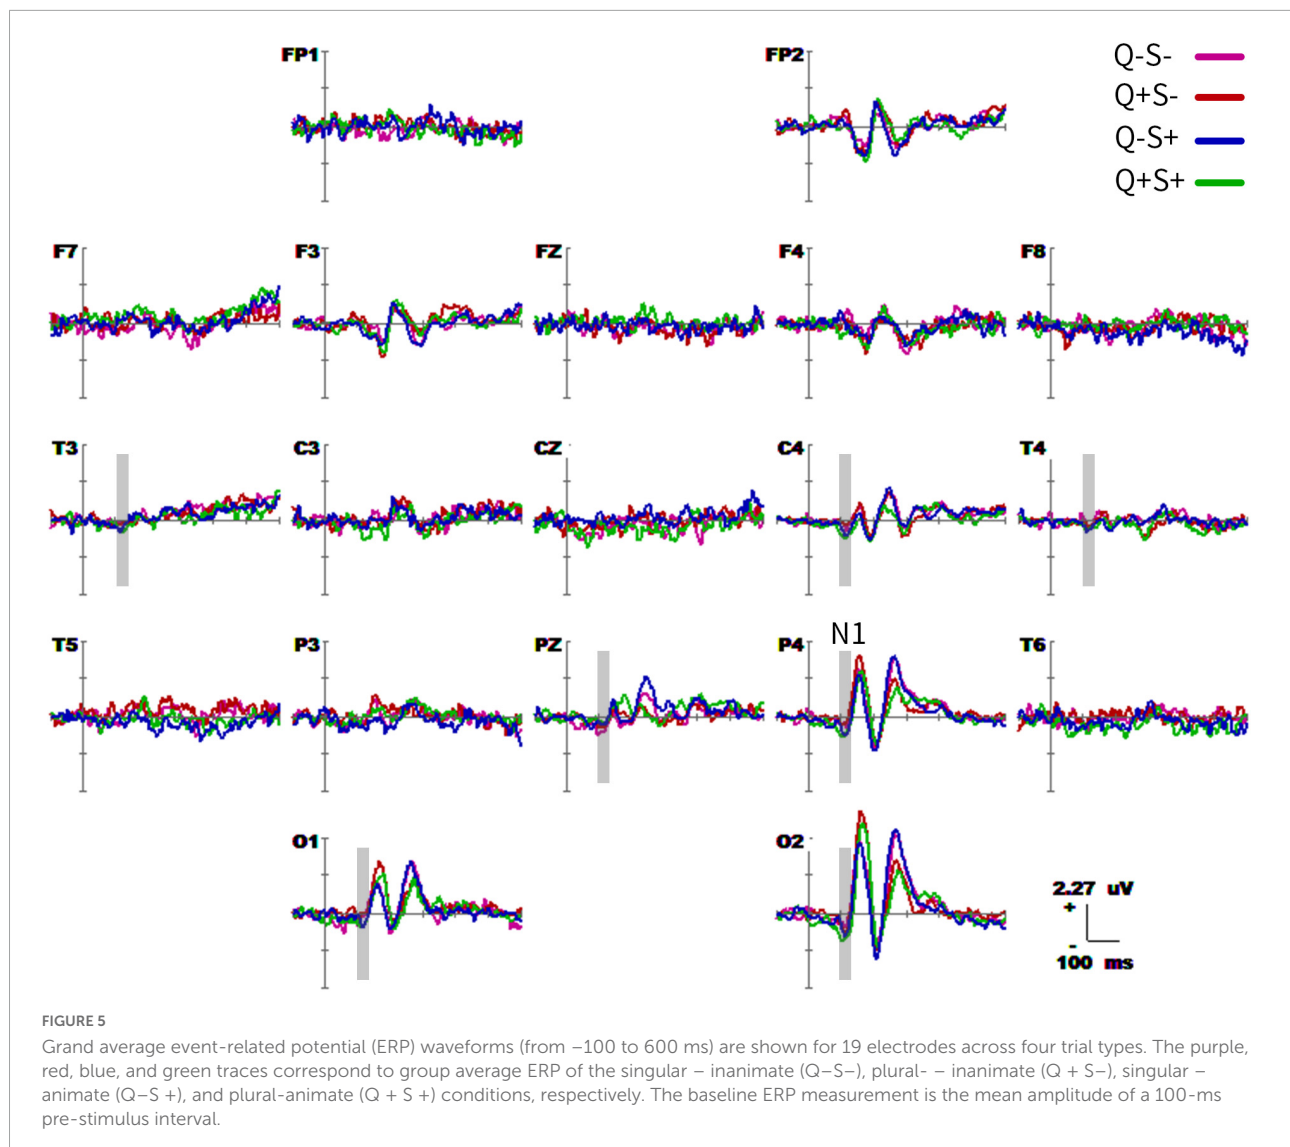 FP1
FP2
Q-S-
Q+S-
Q-S+
Q+S+
F7
F3
FZ
F4
F8
T3
C3
CZ
C4
T4
T5
P3
PZ
P4
N1
T6
O1
O2
2.27 uV
+
-
100 ms
FIGURE 5
Grand average event-related potential (ERP) waveforms (from −100 to 600 ms) are shown for 19 electrodes across four trial types. The purple,
red, blue, and green traces correspond to group average ERP of the singular – inanimate (Q–S–), plural- – inanimate (Q + S–), singular –
animate (Q–S +), and plural-animate (Q + S +) conditions, respectively. The baseline ERP measurement is the mean amplitude of a 100-ms
pre-stimulus interval.